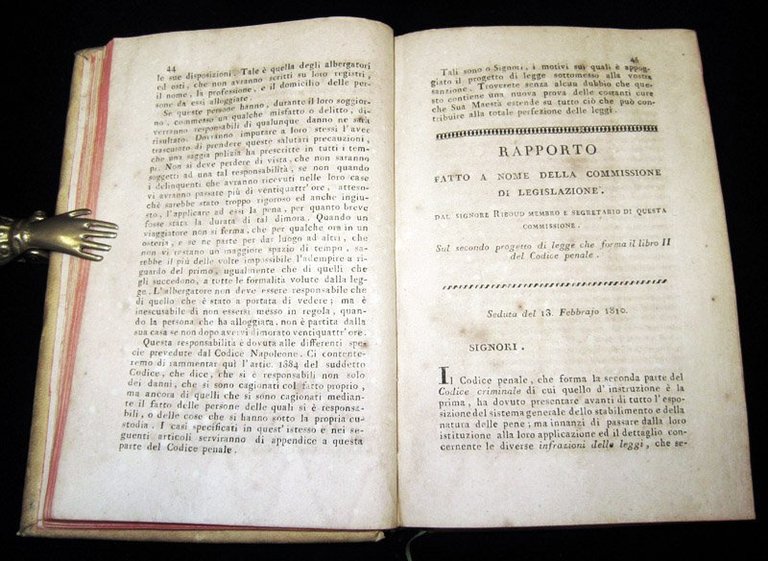 44
le sue disposizioni. Tale è quella degli albergatori
ed osti, che non avranno scritti su loro registri,
il nome, la professione, e il domicilio delle per-
sone da essi alloggiate.
Se queste persone hanno, durante il loro soggior-
no, commesso un qualche misfatto o delitto, di-
verranno responsabili di qualunque danno ne sarà
risultato. Dovranno imputare a loro stessi l'aver
trascurato di prendere queste salutari precauzioni,
che una saggia polizia ha prescritte in tutti i tem-
pi. Non si deve perdere di vista, che non saranno
soggetti ad una tal responsabilità, se non quando
i delinquenti che avranno ricevuti nelle loro case
vi avranno passate più di ventiquattr'ore, atteso-
chè sarebbe stato troppo rigoroso ed anche ingiu-
sto, l'applicare ad essi la pena, per quanto breve
fosse stata la durata di tal dimora. Quando un
viaggiatore non si ferma, che per qualche ora in un
osteria, e se ne parte per dar luogo ad altri, che
non vi restano un maggiore spazio di tempo, sa-
rebbe il più delle volte impossibile l'adempire a ri-
guardo del primo, ugualmente che di quelli che
gli succedono, a tutte le formalità volute dalla leg-
ge. L'albergatore non deve essere responsabile che
di quello che è stato a portata di vedere; ma è
inescusabile di non essersi messo in regola, quan-
do la persona che ha alloggiata, non è partita dalla
sua casa se non dopo avervi dimorato ventiquattr'ore.
Questa responsabilità è dovuta alle differenti spe-
cie prevedute dal Codice Napoleone. Ci contente-
remo di rammentar qui l'artic. 1384 del suddetto
Codice, che dice, che si è responsabili non solo
dei danni, che si sono cagionati col fatto proprio,
ma ancora di quelli che si sono cagionati median-
te il fatto delle persone delle quali si è responsa-
bili, o delle cose che si hanno sotto la propria cu-
stodia. I casi specificati in quest'istesso e nei se-
guenti articoli serviranno di appendice a questa
parte del Codice penale.
45
Tali sono o Signori, i motivi sui quali è appog-
giato il progetto di legge sottomesso alla vostra
sanzione. Troverete senza alcun dubbio che que-
sto contiene una nuova prova delle costanti cure
che Sua Maestà estende su tutto ciò che può con-
tribuire alla totale perfezione delle leggi.
RAPPORTO
FATTO A NOME DELLA COMMISSIONE
DI LEGISLAZIONE.
DAL SIGNORE RIBOUD MEMBRO E SEGRETARIO DI QUESTA
COMMISSIONE.
Sul secondo progetto di legge che forma il libro II
del Codice penale.
Seduta del 13. Febbrajo 1810.
SIGNORI.
Il Codice penale, che forma la seconda parte del
Codice criminale di cui quello d'instruzione è la
prima, ha dovuto presentare avanti di tutto l'espo-
sizione del sistema generale dello stabilimento e della
natura delle pene; ma innanzi di passare dalla loro
istituzione alla loro applicazione ed il dettaglio con-
cernente le diverse infrazioni delle leggi, che se-